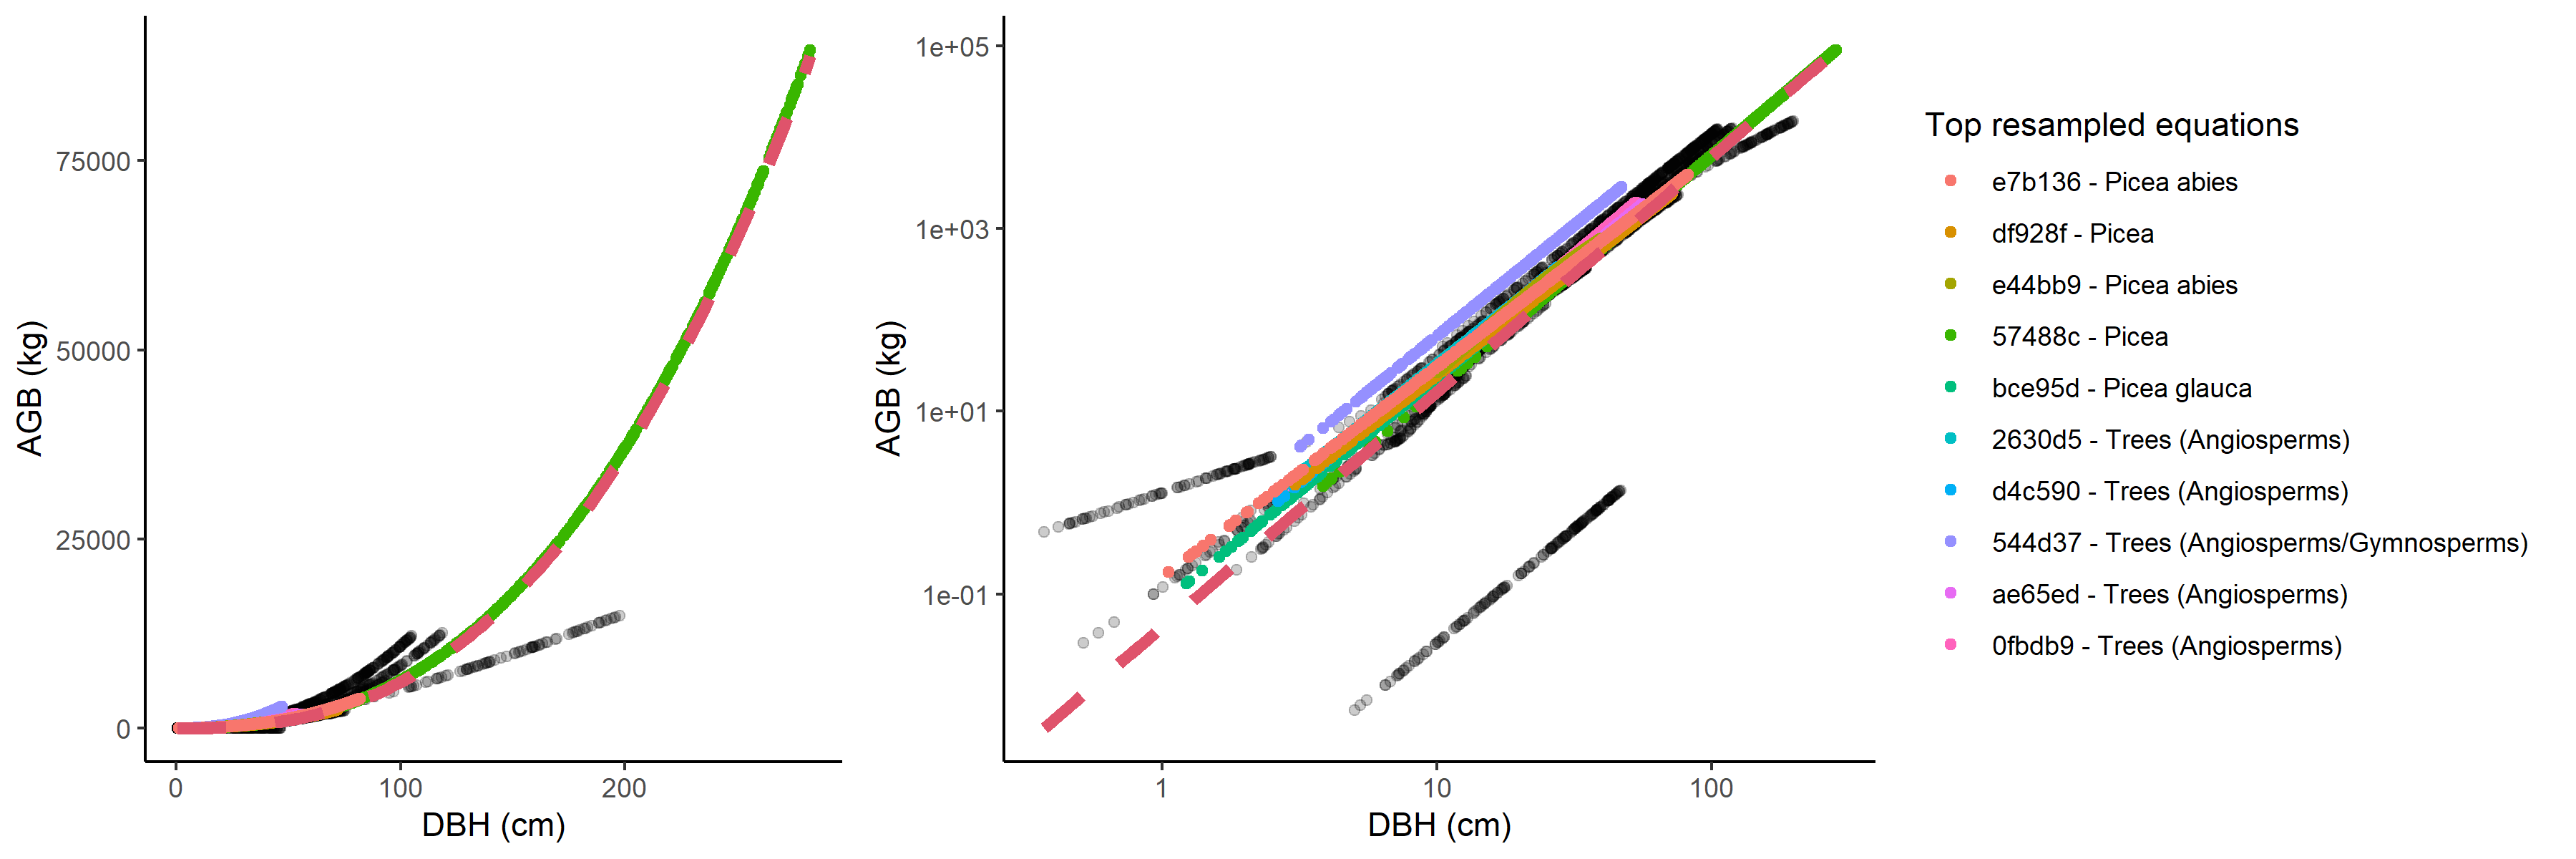 AGB (kg)
75000
50000
25000
0
0 100 200
DBH (cm)
AGB (kg)
1e+05
1e+03
1e+01
1e-01
1 10 100
DBH (cm)
Top resampled equations
e7b136 - Picea abies
df928f - Picea
e44bb9 - Picea abies
57488c - Picea
bce95d - Picea glauca
2630d5 - Trees (Angiosperms)
d4c590 - Trees (Angiosperms)
544d37 - Trees (Angiosperms/Gymnosperms)
ae65ed - Trees (Angiosperms)
0fbdb9 - Trees (Angiosperms)